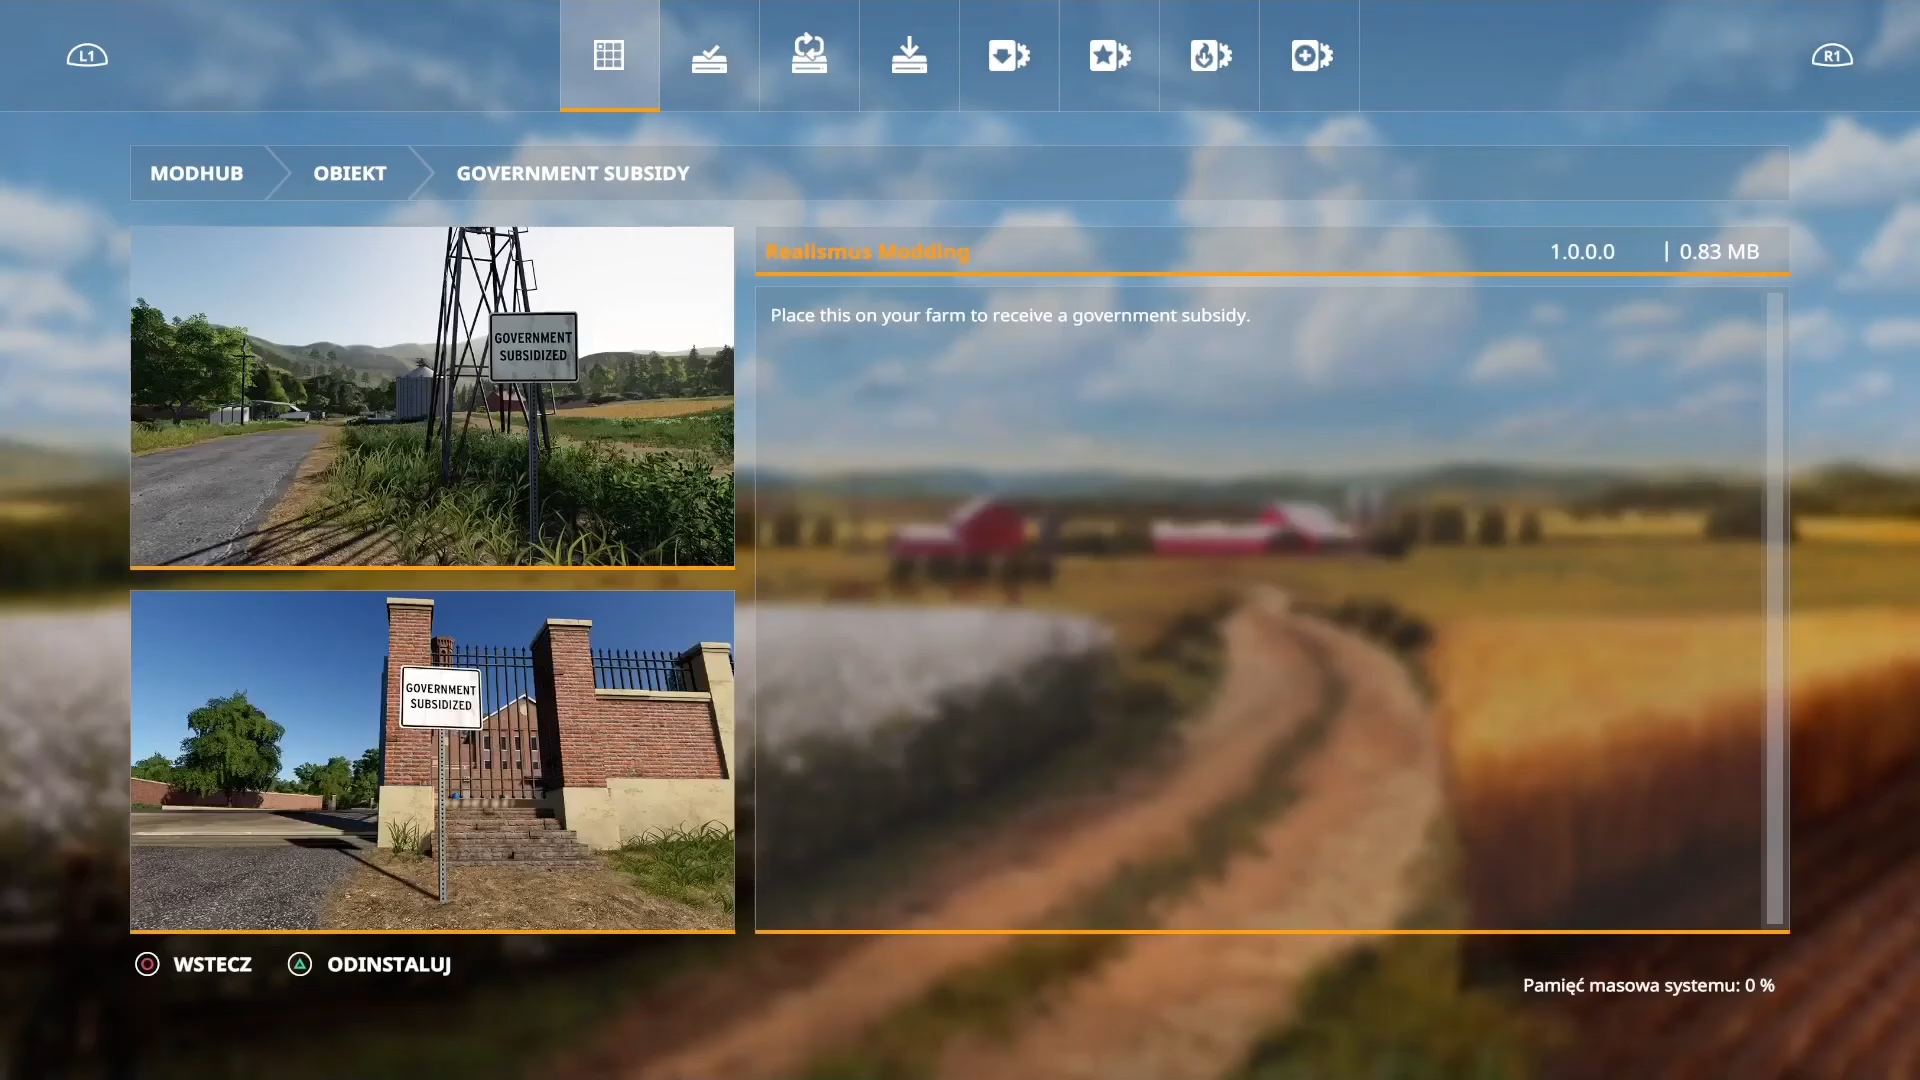 L1
R1
MODHUB
OBIEKT
GOVERNMENT SUBSIDY
GOVERNMENT
SUBSIDIZED
Realismus Modding
1.0.0.0
| 0.83 MB
Place this on your farm to receive a government subsidy.
GOVERNMENT
SUBSIDIZED
WSTECZ
ODINSTALUJ
Pamięć masowa systemu: 0 %